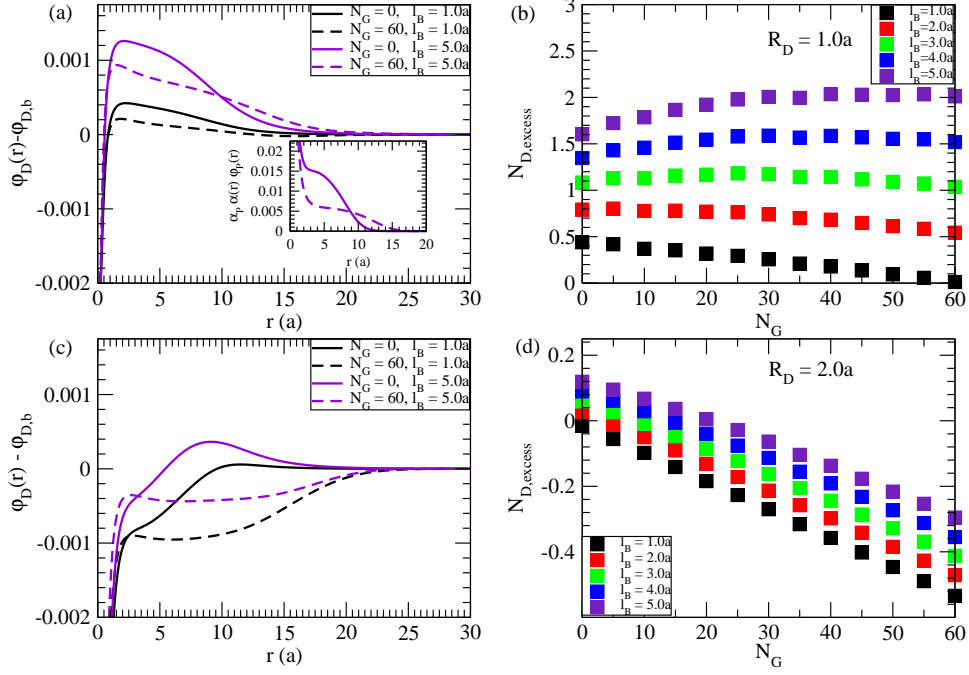 (a)
N_G = 0, l_B = 1.0a
N_G = 60, l_B = 1.0a
N_G = 0, l_B = 5.0a
N_G = 60, l_B = 5.0a
0.001
0
-0.001
-0.002
φ_D(r)-φ_D,b
0 5 10 15 20 25 30
r (a)
0.02
0.015
0.01
0.005
0
α_P α(r) φ_P(r)
0 5 10 15 20
r (a)
(b)
R_D = 1.0a
l_B = 1.0a
l_B = 2.0a
l_B = 3.0a
l_B = 4.0a
l_B = 5.0a
3
2.5
2
1.5
1
0.5
0
N_D,excess
0 10 20 30 40 50 60
N_G
(c)
N_G = 0, l_B = 1.0a
N_G = 60, l_B = 1.0a
N_G = 0, l_B = 5.0a
N_G = 60, l_B = 5.0a
0.001
0
-0.001
-0.002
φ_D(r) - φ_D,b
0 5 10 15 20 25 30
r (a)
(d)
R_D = 2.0a
0.2
0
-0.2
-0.4
N_D,excess
l_B = 1.0a
l_B = 2.0a
l_B = 3.0a
l_B = 4.0a
l_B = 5.0a
0 10 20 30 40 50 60
N_G